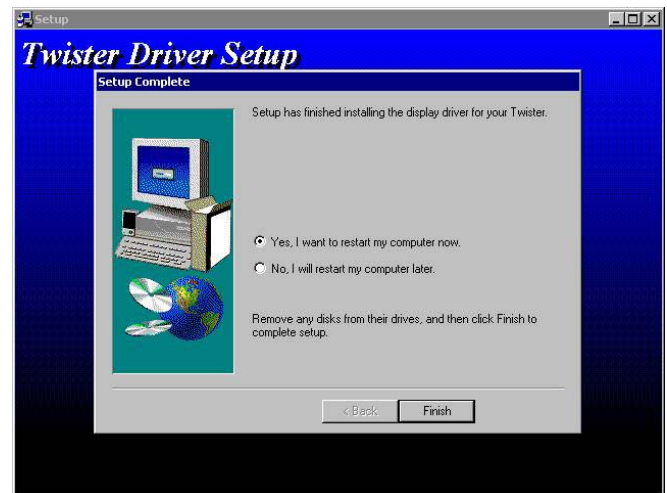 Setup
Twister Driver Setup
Setup Complete
Setup has finished installing the display driver for your Twister.
Yes, I want to restart my computer now.
No, I will restart my computer later.
Remove any disks from their drives, and then click Finish to
complete setup.
< Back
Finish